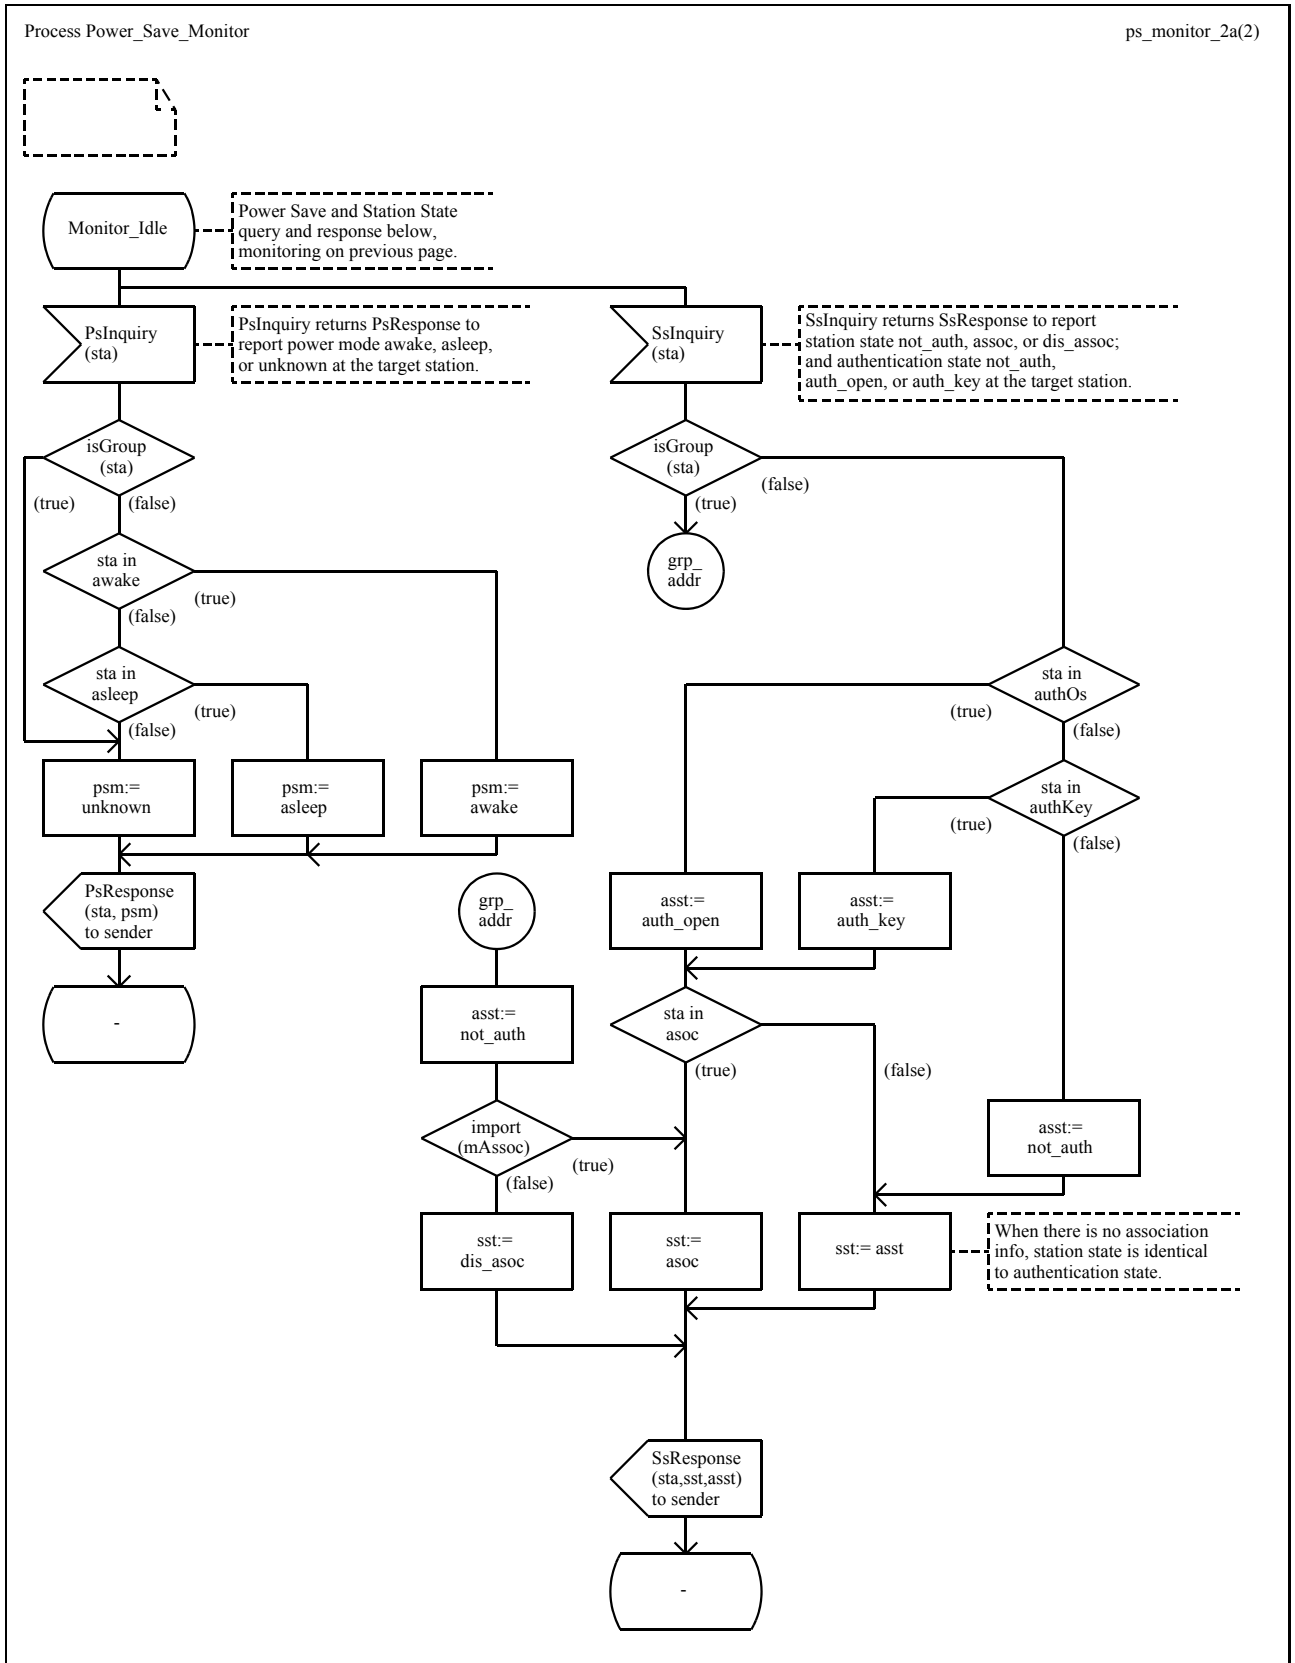 Process Power_Save_Monitor
ps_monitor_2a(2)
Monitor_Idle
Power Save and Station State
query and response below,
monitoring on previous page.
PsInquiry
(sta)
PsInquiry returns PsResponse to
report power mode awake, asleep,
or unknown at the target station.
SsInquiry
(sta)
SsInquiry returns SsResponse to report
station state not_auth, assoc, or dis_assoc;
and authentication state not_auth,
auth_open, or auth_key at the target station.
isGroup
(sta)
(true)
(false)
isGroup
(sta)
(false)
(true)
sta in
awake
(true)
(false)
grp_
addr
sta in
asleep
(true)
(false)
sta in
authOs
(true)
(false)
psm:=
unknown
psm:=
asleep
psm:=
awake
sta in
authKey
(true)
(false)
PsResponse
(sta, psm)
to sender
grp_
addr
asst:=
auth_open
asst:=
auth_key
-
asst:=
not_auth
sta in
asoc
(true)
(false)
import
(mAssoc)
(true)
(false)
asst:=
not_auth
sst:=
dis_asoc
sst:=
asoc
sst:= asst
When there is no association
info, station state is identical
to authentication state.
SsResponse
(sta,sst,asst)
to sender
-